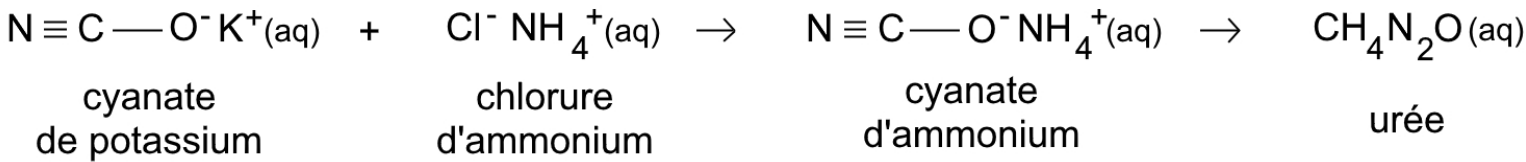 N≡C—O⁻K⁺(aq) + Cl⁻ NH₄⁺(aq) → N≡C—O⁻NH₄⁺(aq) → CH₄N₂O(aq)
cyanate de potassium
chlorure d'ammonium
cyanate d'ammonium
urée